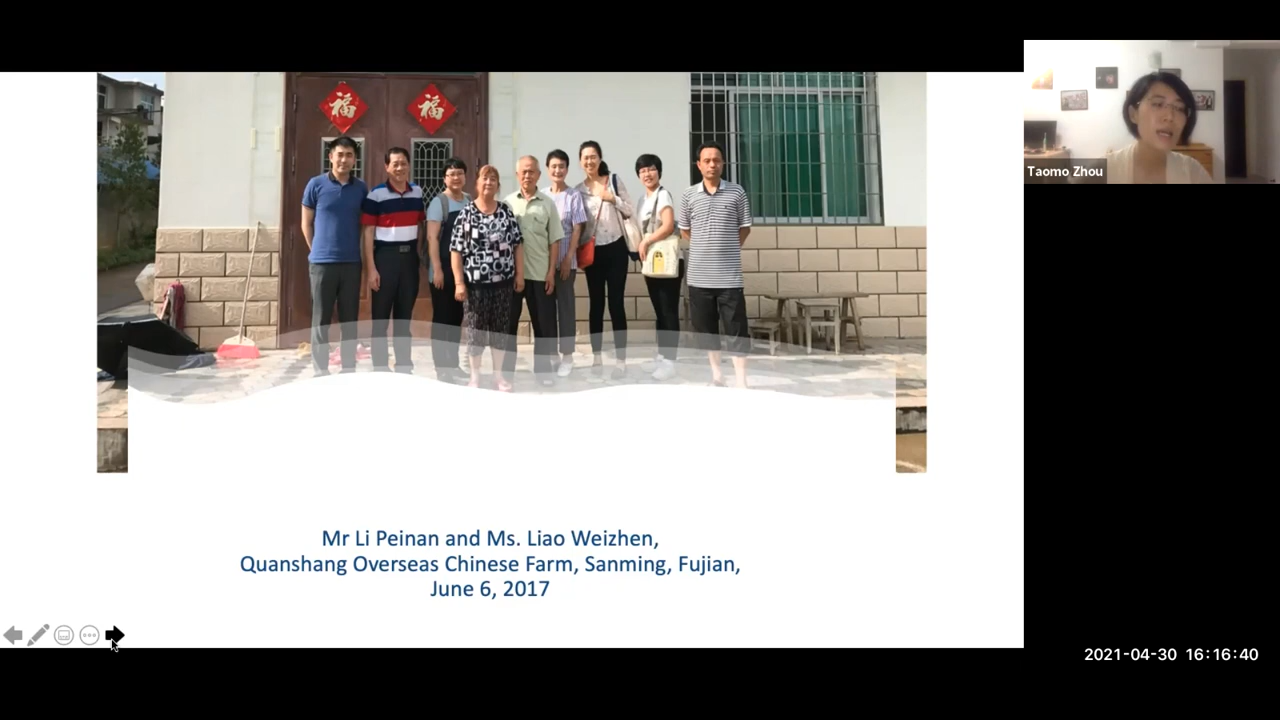 福
福
Taomo Zhou
Mr Li Peinan and Ms. Liao Weizhen,
Quanshang Overseas Chinese Farm, Sanming, Fujian,
June 6, 2017
2021-04-30 16:16:40